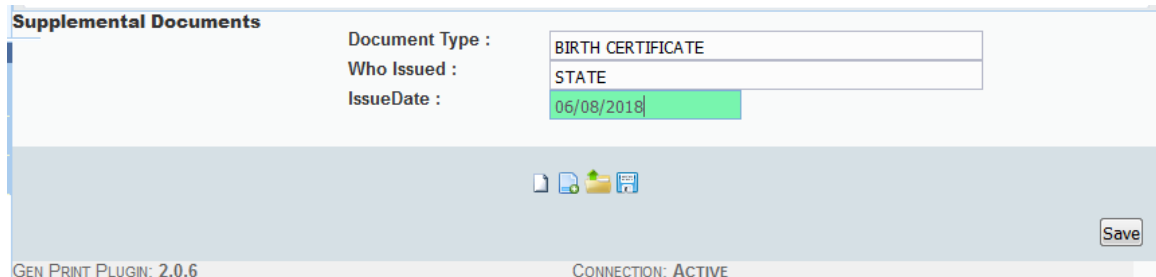 Supplemental Documents
Document Type : BIRTH CERTIFICATE
Who Issued : STATE
IssueDate : 06/08/2018
Save
GEN PRINT PLUGIN: 2.0.6 CONNECTION: ACTIVE